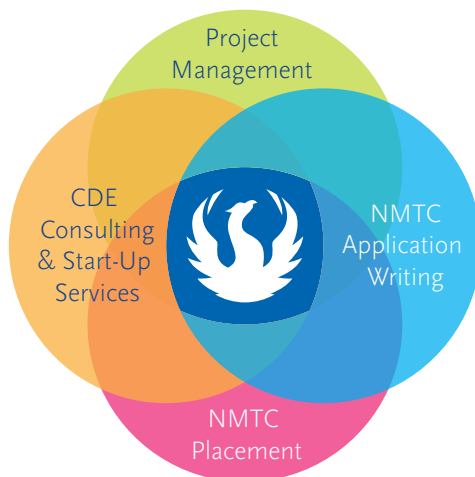 Project
Management
CDE
Consulting
& Start-Up
Services
NMTC
Application
Writing
NMTC
Placement